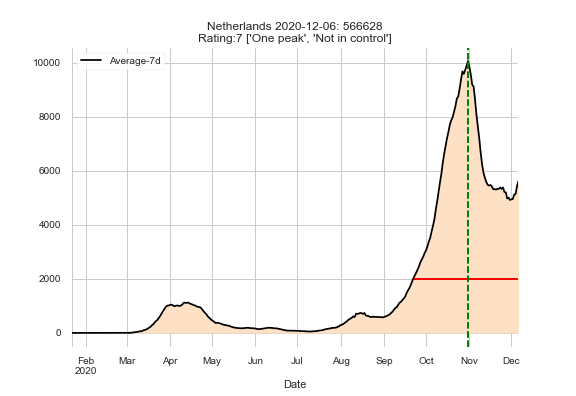 Netherlands 2020-12-06: 566628
Rating:7 ['One peak', 'Not in control']
Average-7d
10000
8000
6000
4000
2000
0
Feb Mar Apr May Jun Jul Aug Sep Oct Nov Dec
2020
Date